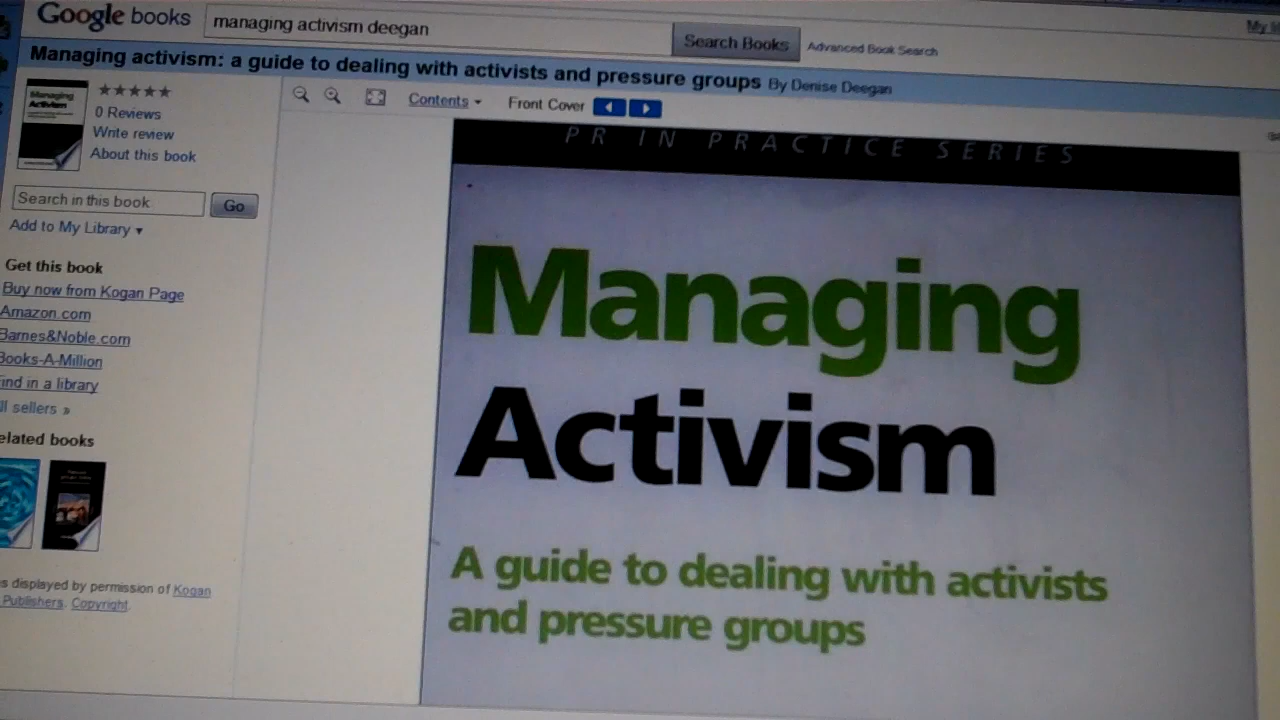 Google books
managing activism deegan
Search Books
Advanced Book Search
My
Managing activism: a guide to dealing with activists and pressure groups By Denise Deegan
0 Reviews
Write review
About this book
Search in this book
Go
Add to My Library ▾
Get this book
Buy now from Kogan Page
Amazon.com
Barnes&Noble.com
Books-A-Million
ind in a library
ll sellers »
elated books
s displayed by permission of Kogan
Publishers. Copyright.
Contents ▾
Front Cover
PR IN PRACTICE SERIES
Managing
Activism
A guide to dealing with activists
and pressure groups